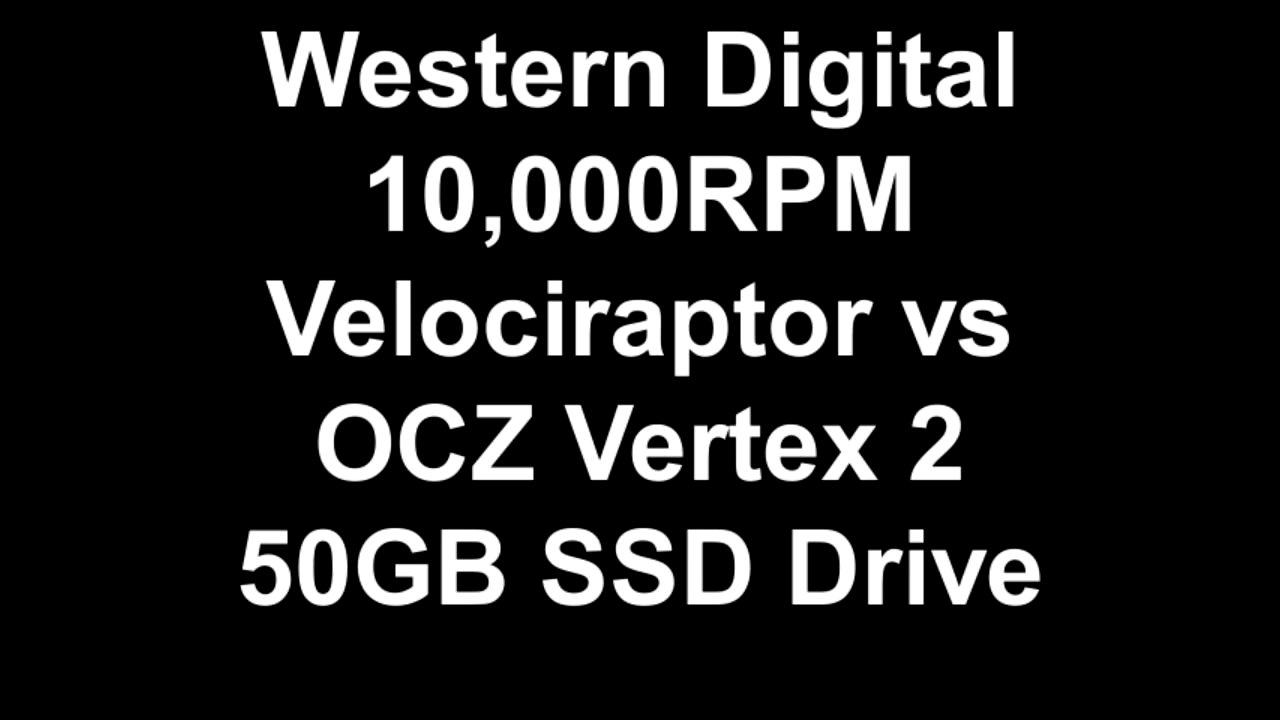 Western Digital
10,000RPM
Velociraptor vs
OCZ Vertex 2
50GB SSD Drive